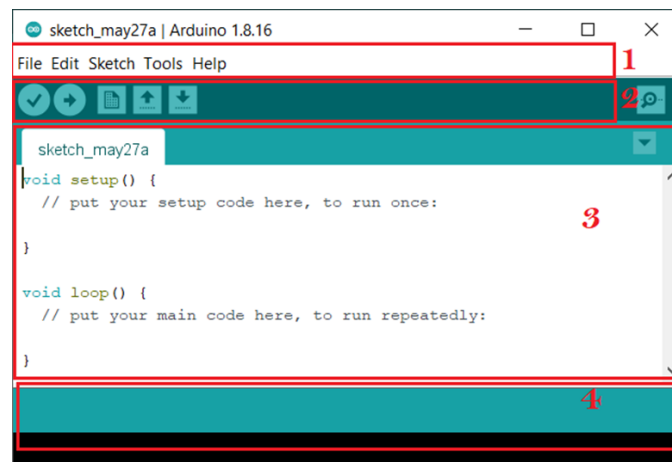 sketch_may27a | Arduino 1.8.16
File Edit Sketch Tools Help
1
2
sketch_may27a
void setup() {
  // put your setup code here, to run once:
3
}
void loop() {
  // put your main code here, to run repeatedly:
}
4